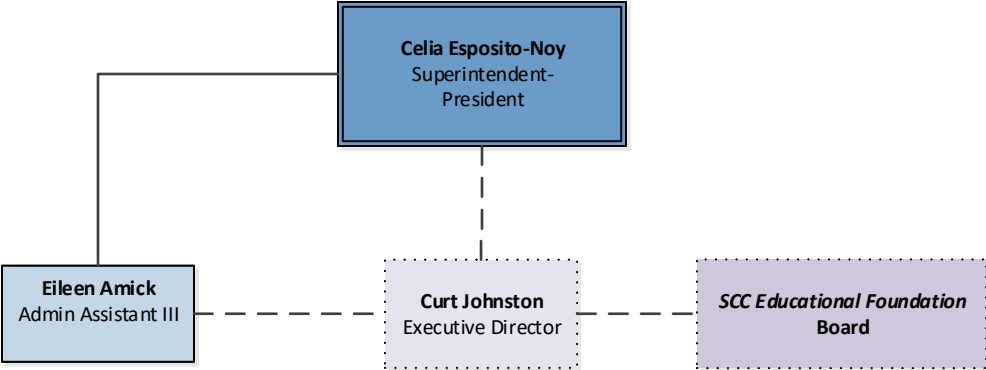 Celia Esposito-Noy
Superintendent-
President
Eileen Amick
Admin Assistant III
Curt Johnston
Executive Director
SCC Educational Foundation
Board